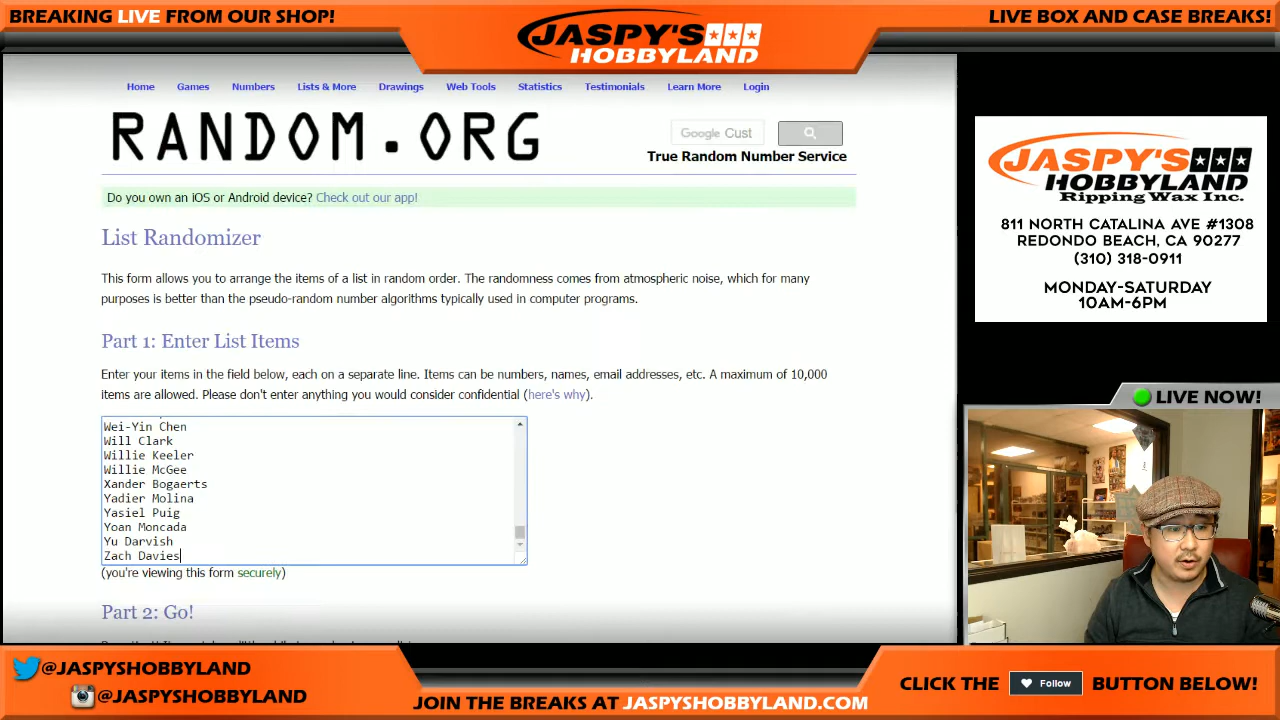 BREAKING LIVE FROM OUR SHOP!
JASPY'S
HOBBYLAND
LIVE BOX AND CASE BREAKS!
Home Games Numbers Lists & More Drawings Web Tools Statistics Testimonials Learn More Login
RANDOM.ORG
Google Cust
True Random Number Service
Do you own an iOS or Android device? Check out our app!
List Randomizer
This form allows you to arrange the items of a list in random order. The randomness comes from atmospheric noise, which for many
purposes is better than the pseudo-random number algorithms typically used in computer programs.
Part 1: Enter List Items
Enter your items in the field below, each on a separate line. Items can be numbers, names, email addresses, etc. A maximum of 10,000
items are allowed. Please don't enter anything you would consider confidential (here's why).
Wei-Yin Chen
Will Clark
Willie Keeler
Willie McGee
Xander Bogaerts
Yadier Molina
Yasiel Puig
Yoan Moncada
Yu Darvish
Zach Davies
(you're viewing this form securely)
Part 2: Go!
JASPY'S
HOBBYLAND
Ripping Wax Inc.
811 NORTH CATALINA AVE #1308
REDONDO BEACH, CA 90277
(310) 318-0911
MONDAY-SATURDAY
10AM-6PM
LIVE NOW!
@JASPYSHOBBYLAND
@JASPYSHOBBYLAND
JOIN THE BREAKS AT JASPYSHOBBYLAND.COM
CLICK THE Follow BUTTON BELOW!